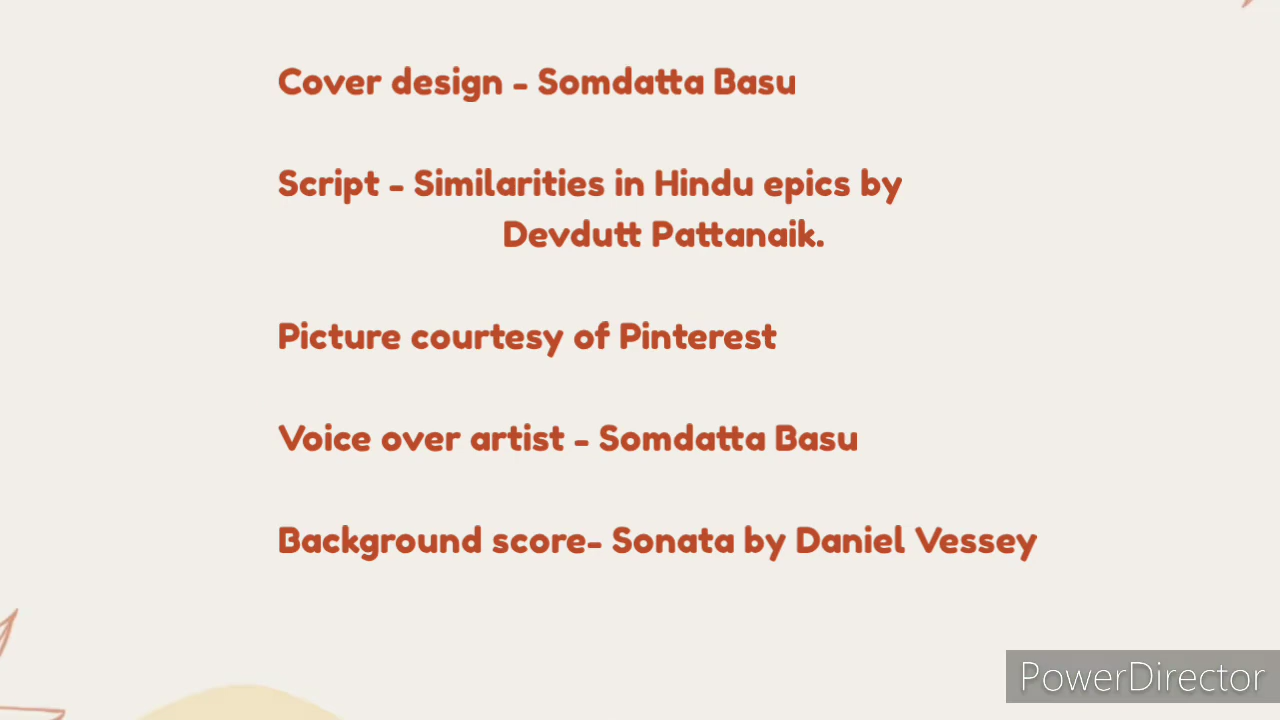 Cover design - Somdatta Basu
Script - Similarities in Hindu epics by
Devdutt Pattanaik.
Picture courtesy of Pinterest
Voice over artist - Somdatta Basu
Background score- Sonata by Daniel Vessey
PowerDirector